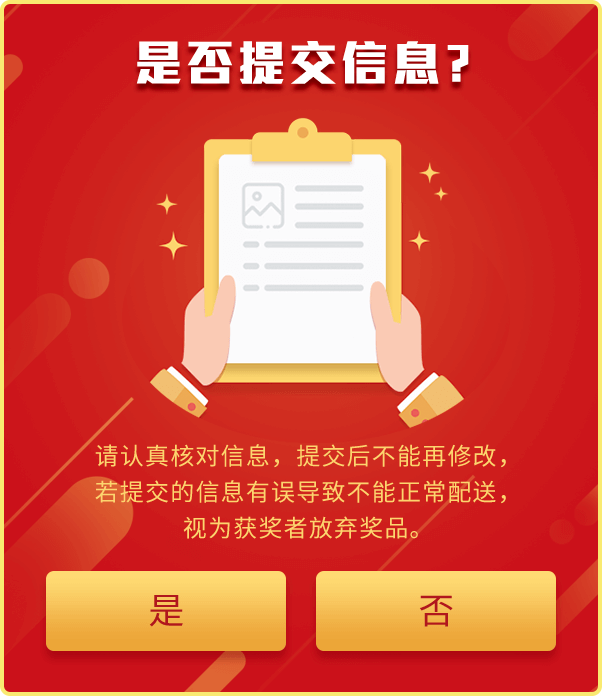 是否提交信息？
请认真核对信息，提交后不能再修改，
若提交的信息有误导致不能正常配送，
视为获奖者放弃奖品。
是
否